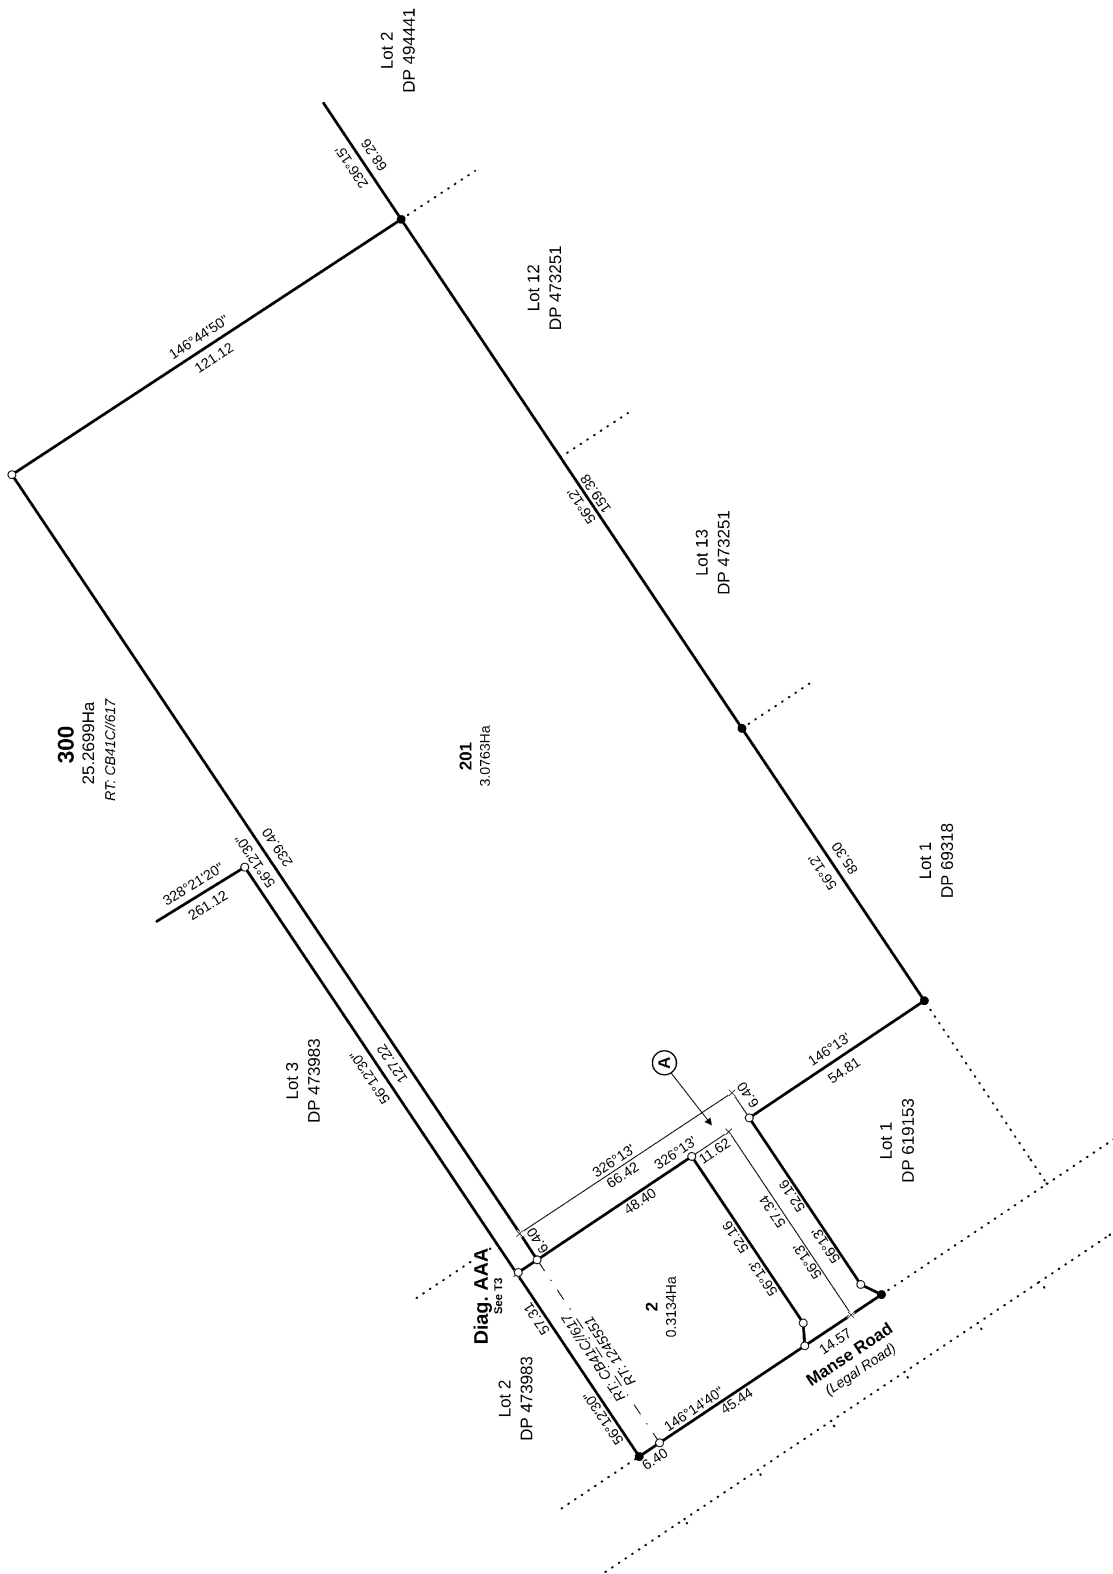 Lot 2
DP 494441
236°15'
68.26
146°44'50"
121.12
Lot 12
DP 473251
56°12'
159.38
Lot 13
DP 473251
300
25.2699Ha
RT: CB41C//617
201
3.0763Ha
56°12'30"
239.40
328°21'20"
261.12
56°12'
85.30
Lot 1
DP 69318
Lot 3
DP 473983
56°12'30"
127.22
A
146°13'
54.81
6.40
326°13'
66.42
326°13'
11.62
48.40
Lot 1
DP 619153
52.16
56°13'
57.34
56°13'
52.16
56°13'
6.40
Diag. AAA
See T3
57.31
56°12'30"
2
0.3134Ha
RT: CB41C//617
RT: 1245551
Lot 2
DP 473983
14.57
Manse Road
(Legal Road)
146°14'40"
45.44
6.40